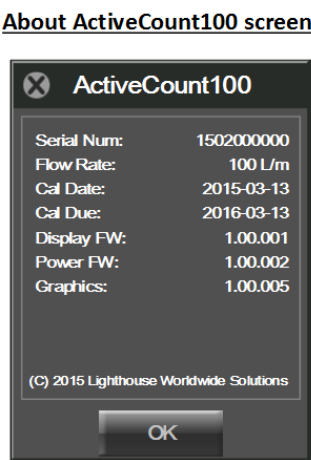 About ActiveCount100 screen
ActiveCount100
Serial Num: 1502000000
Flow Rate: 100 L/m
Cal Date: 2015-03-13
Cal Due: 2016-03-13
Display FW: 1.00.001
Power FW: 1.00.002
Graphics: 1.00.005
(C) 2015 Lighthouse Worldwide Solutions
OK